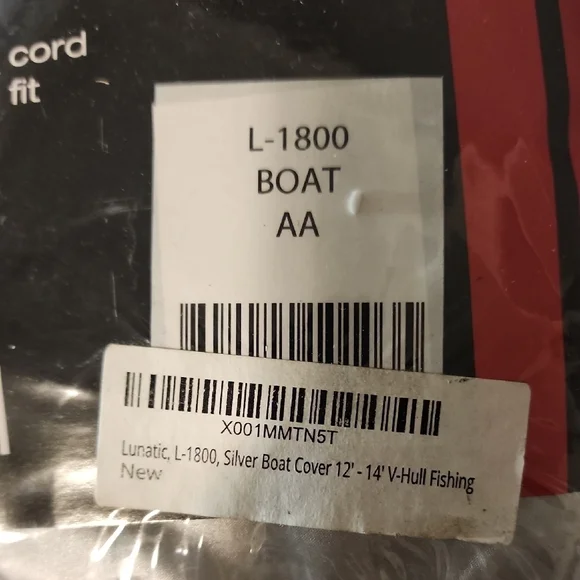 cord
fit
L-1800
BOAT
AA
X001MMTN5T
Lunatic, L-1800, Silver Boat Cover 12' - 14' V-Hull Fishing
New